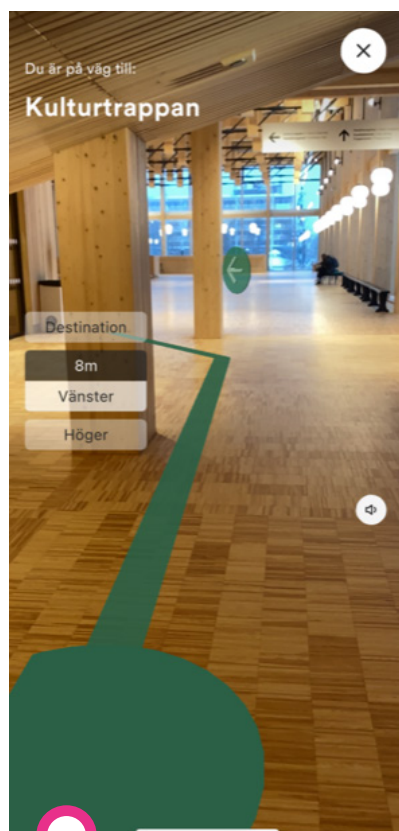 Du är på väg till:
Kulturtrappan
Destination
8m
Vänster
Höger